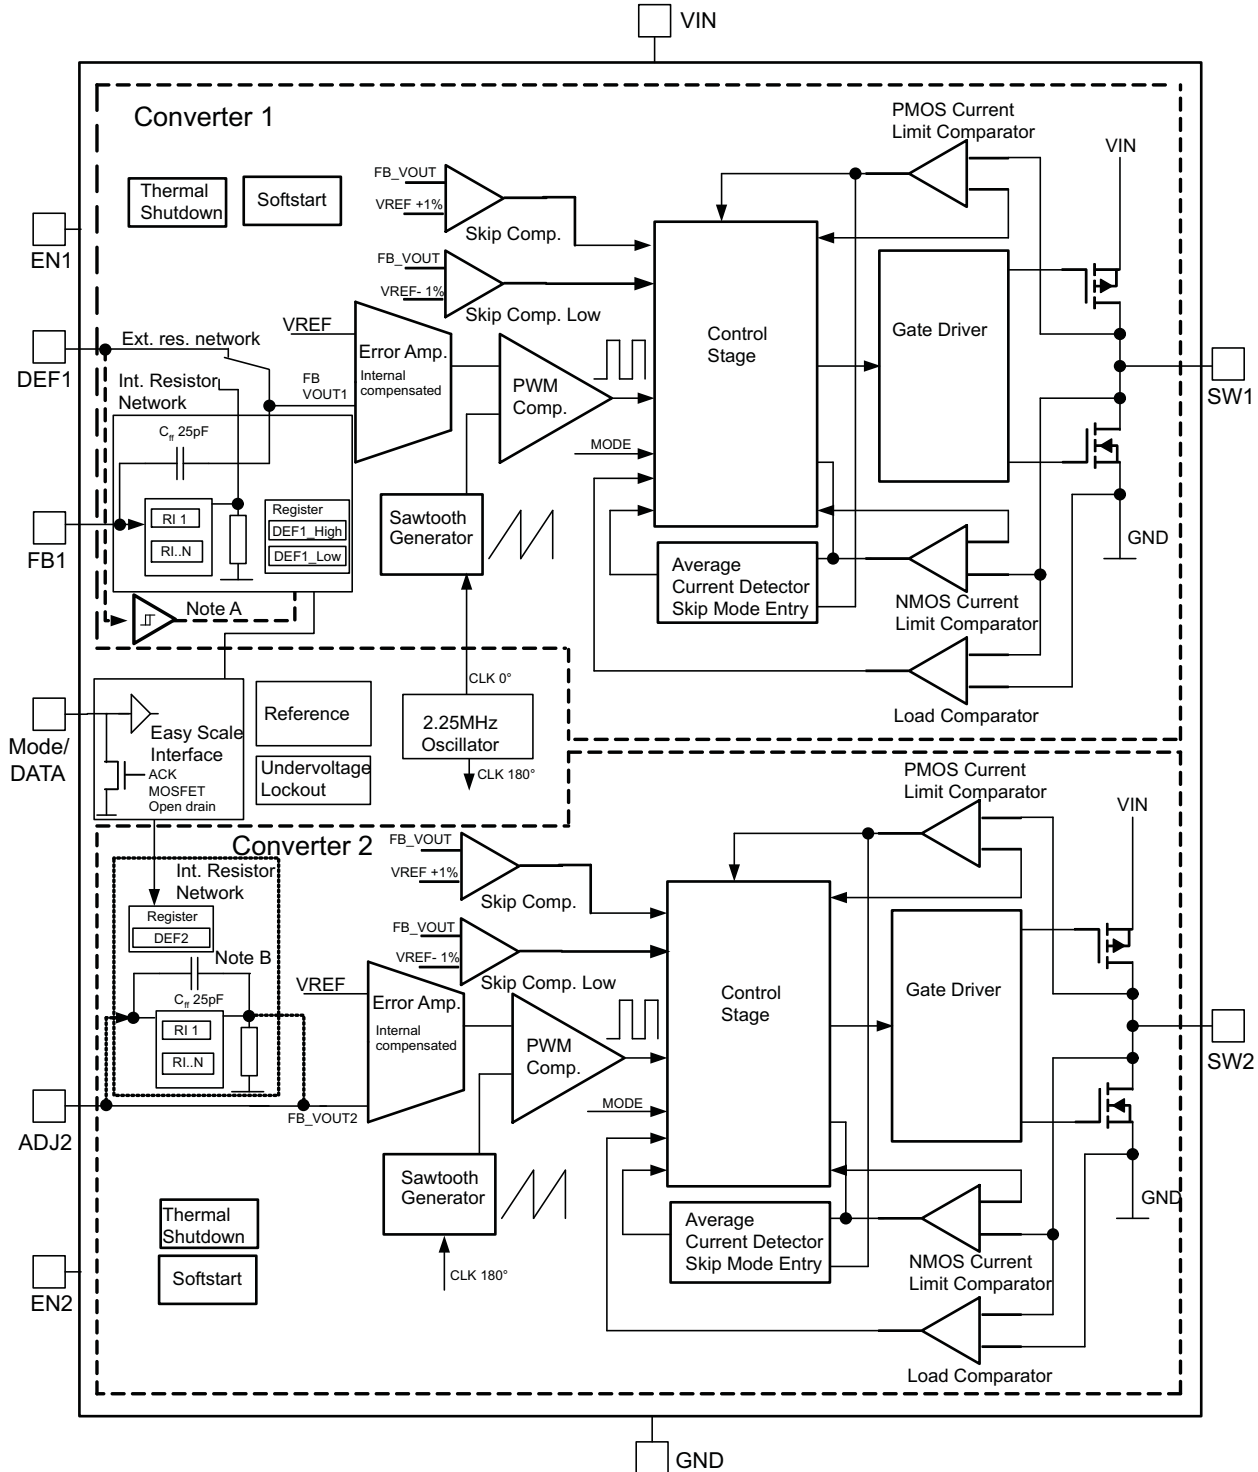 VIN
Converter 1
PMOS Current
Limit Comparator
VIN
Thermal
Shutdown
Softstart
FB_VOUT
VREF +1%
Skip Comp.
EN1
FB_VOUT
VREF- 1%
Skip Comp. Low
Control
Stage
Gate Driver
VREF
Ext. res. network
DEF1
Int. Resistor
Network
FB
VOUT1
Error Amp.
Internal
compensated
PWM
Comp.
SW1
Cff 25pF
MODE
RI 1
RI..N
Register
DEF1_High
DEF1_Low
FB1
Sawtooth
Generator
GND
Average
Current Detector
Skip Mode Entry
NMOS Current
Limit Comparator
Note A
CLK 0°
Load Comparator
Mode/
DATA
Easy Scale
Interface
ACK
MOSFET
Open drain
Reference
Undervoltage
Lockout
2.25MHz
Oscillator
CLK 180°
PMOS Current
Limit Comparator
VIN
Converter 2
FB_VOUT
VREF +1%
Skip Comp.
Int. Resistor
Network
Register
DEF2
Note B
FB_VOUT
VREF- 1%
Skip Comp. Low
Control
Stage
Gate Driver
VREF
Cff 25pF
RI 1
RI..N
Error Amp.
Internal
compensated
PWM
Comp.
SW2
MODE
ADJ2
FB_VOUT2
Sawtooth
Generator
GND
Thermal
Shutdown
Average
Current Detector
Skip Mode Entry
NMOS Current
Limit Comparator
EN2
Softstart
CLK 180°
Load Comparator
GND